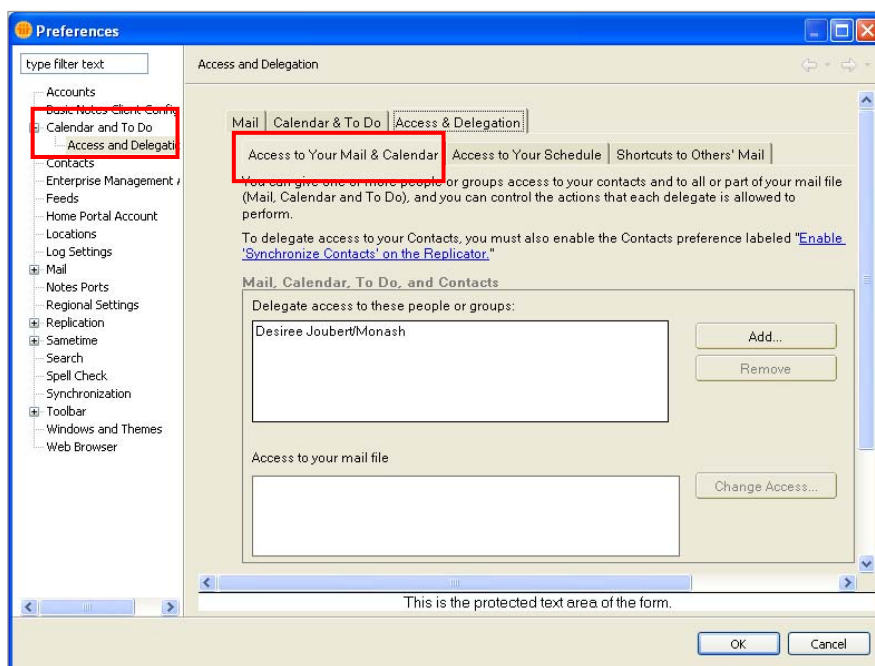 Preferences
type filter text
Access and Delegation
Accounts
Basic Notes Client Config
Calendar and To Do
Access and Delegatic
Contacts
Enterprise Management
Feeds
Home Portal Account
Locations
Log Settings
Mail
Notes Ports
Regional Settings
Replication
Sametime
Search
Spell Check
Synchronization
Toolbar
Windows and Themes
Web Browser
Mail
Calendar & To Do
Access & Delegation
Access to Your Mail & Calendar
Access to Your Schedule
Shortcuts to Others' Mail
You can give one or more people or groups access to your contacts and to all or part of your mail file
(Mail, Calendar and To Do), and you can control the actions that each delegate is allowed to
perform.
To delegate access to your Contacts, you must also enable the Contacts preference labeled "Enable
'Synchronize Contacts' on the Replicator."
Mail, Calendar, To Do, and Contacts
Delegate access to these people or groups:
Desiree Joubert/Monash
Add...
Remove
Access to your mail file
Change Access...
This is the protected text area of the form.
OK
Cancel